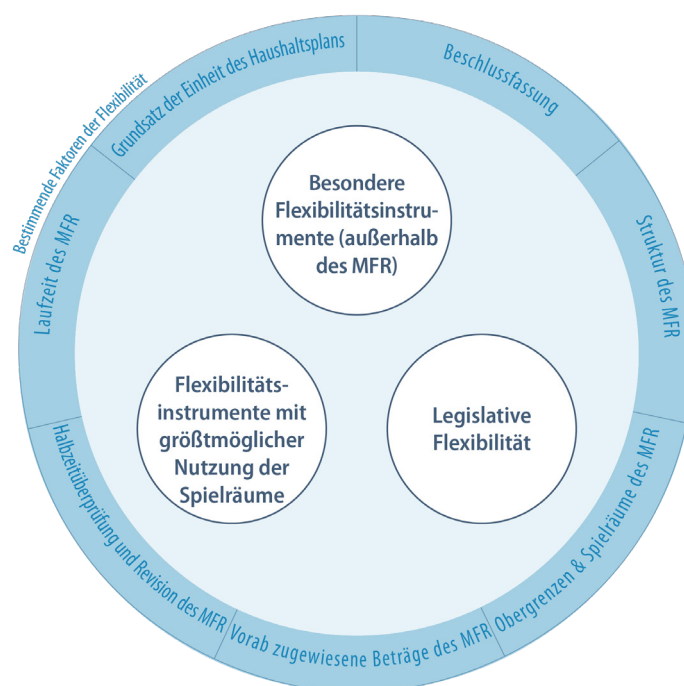 Bestimmende Faktoren der Flexibilität
Grundsatz der Einheit des Haushaltsplans
Beschlussfassung
Struktur des MFR
Obergrenzen & Spielräume des MFR
Vorab zugewiesene Beträge des MFR
Halbzeitüberprüfung und Revision des MFR
Laufzeit des MFR
Besondere
Flexibilitätsinstru-
mente (außerhalb
des MFR)
Flexibilitäts-
instrumente mit
größtmöglicher
Nutzung der
Spielräume
Legislative
Flexibilität